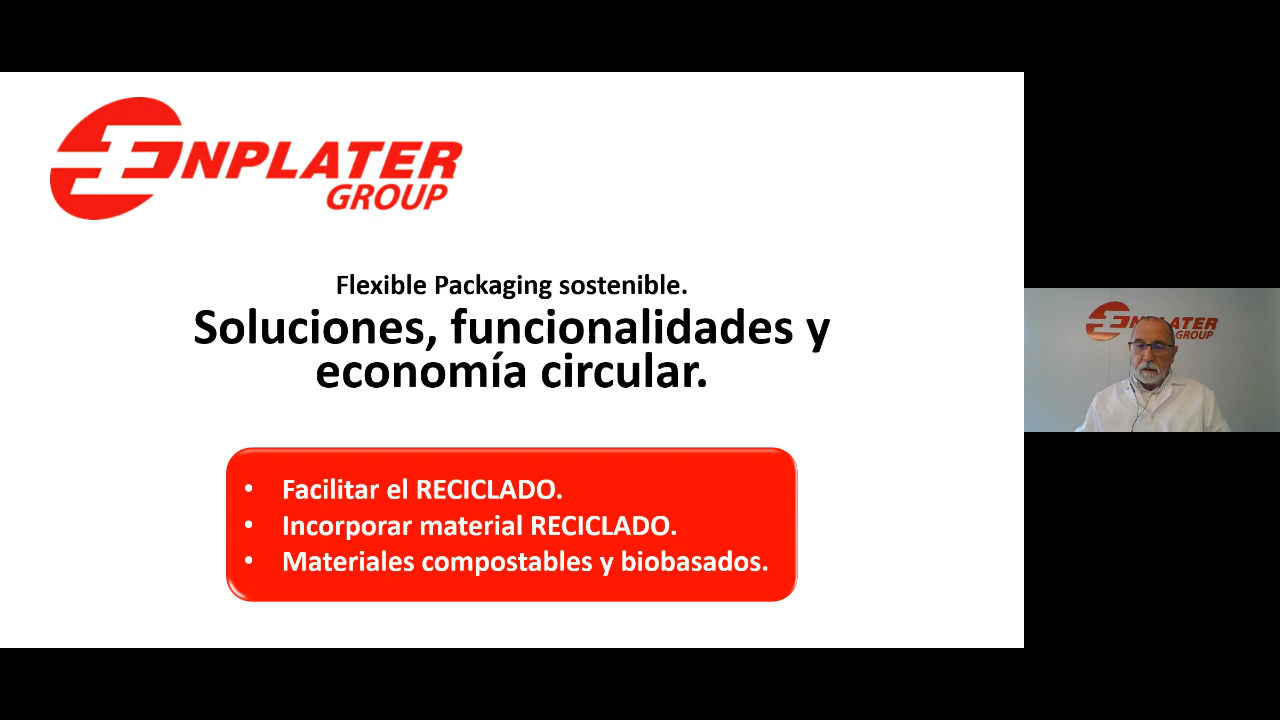 ENPLATER
GROUP
Flexible Packaging sostenible.
Soluciones, funcionalidades y
economía circular.
• Facilitar el RECICLADO.
• Incorporar material RECICLADO.
• Materiales compostables y biobasados.
ENPLATER
GROUP